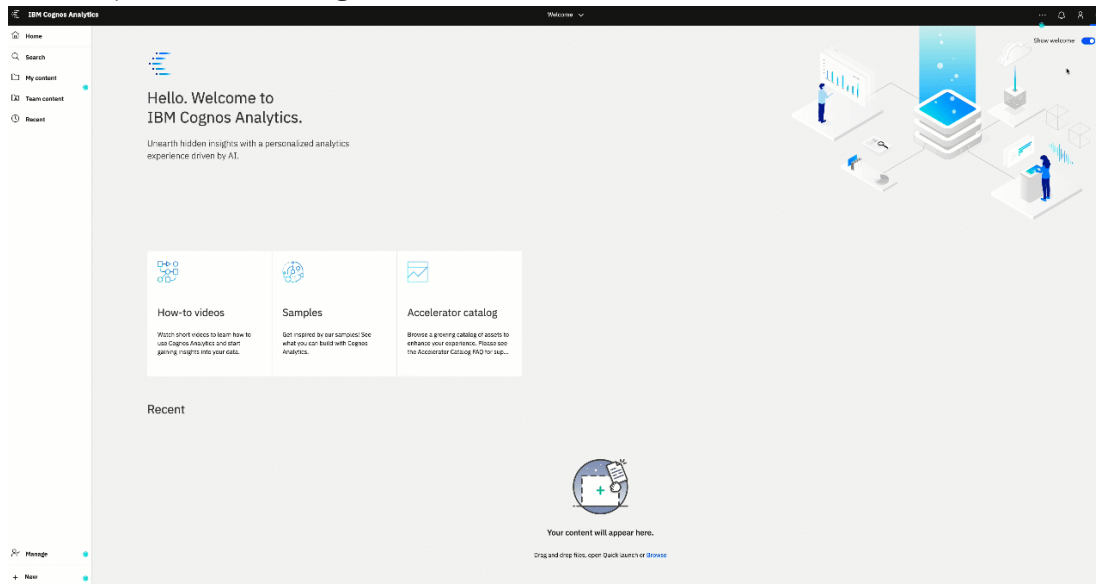 IBM Cognos Analytics
Welcome
Home
Show welcome
Search
My content
Team content
Recent
Hello. Welcome to
IBM Cognos Analytics.
Unearth hidden insights with a personalized analytics
experience driven by AI.
How-to videos
Watch short videos to learn how to
use Cognos Analytics and start
gaining insights into your data.
Samples
Get inspired by our samples! See
what you can build with Cognos
Analytics.
Accelerator catalog
Browse a growing catalog of assets to
enhance your experience. Please see
the Accelerator Catalog FAQ for sup...
Recent
Your content will appear here.
Drag and drop files, open Quick launch or Browse
Manage
+ New